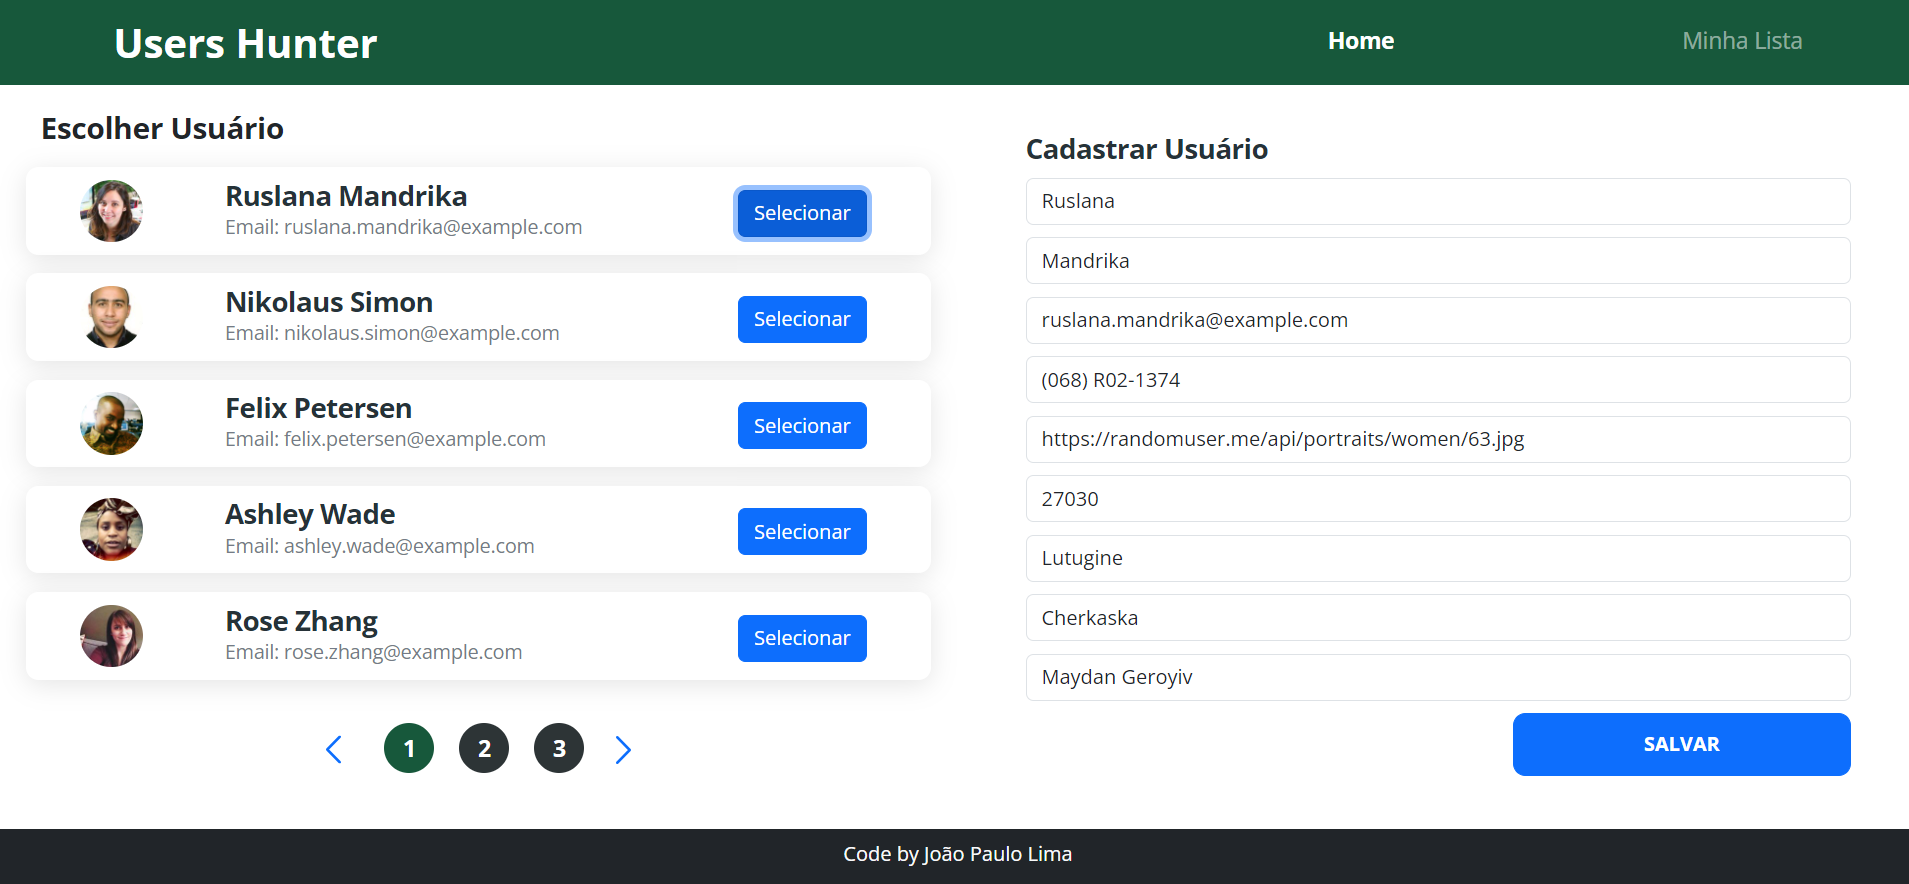 Users Hunter
Home
Minha Lista
Escolher Usuário
Ruslana Mandrika
Email: ruslana.mandrika@example.com
Selecionar
Nikolaus Simon
Email: nikolaus.simon@example.com
Selecionar
Felix Petersen
Email: felix.petersen@example.com
Selecionar
Ashley Wade
Email: ashley.wade@example.com
Selecionar
Rose Zhang
Email: rose.zhang@example.com
Selecionar
1
2
3
Cadastrar Usuário
Ruslana
Mandrika
ruslana.mandrika@example.com
(068) R02-1374
https://randomuser.me/api/portraits/women/63.jpg
27030
Lutugine
Cherkaska
Maydan Geroyiv
SALVAR
Code by João Paulo Lima